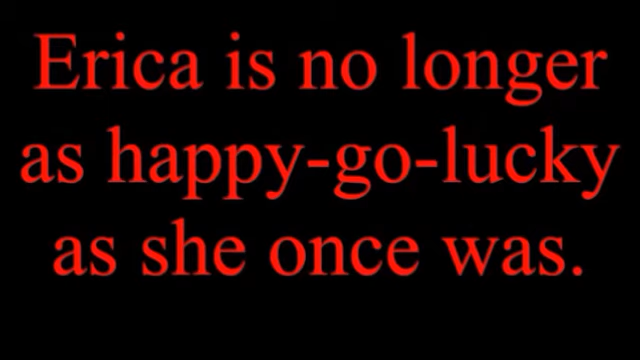 Erica is no longer
as happy-go-lucky
as she once was.